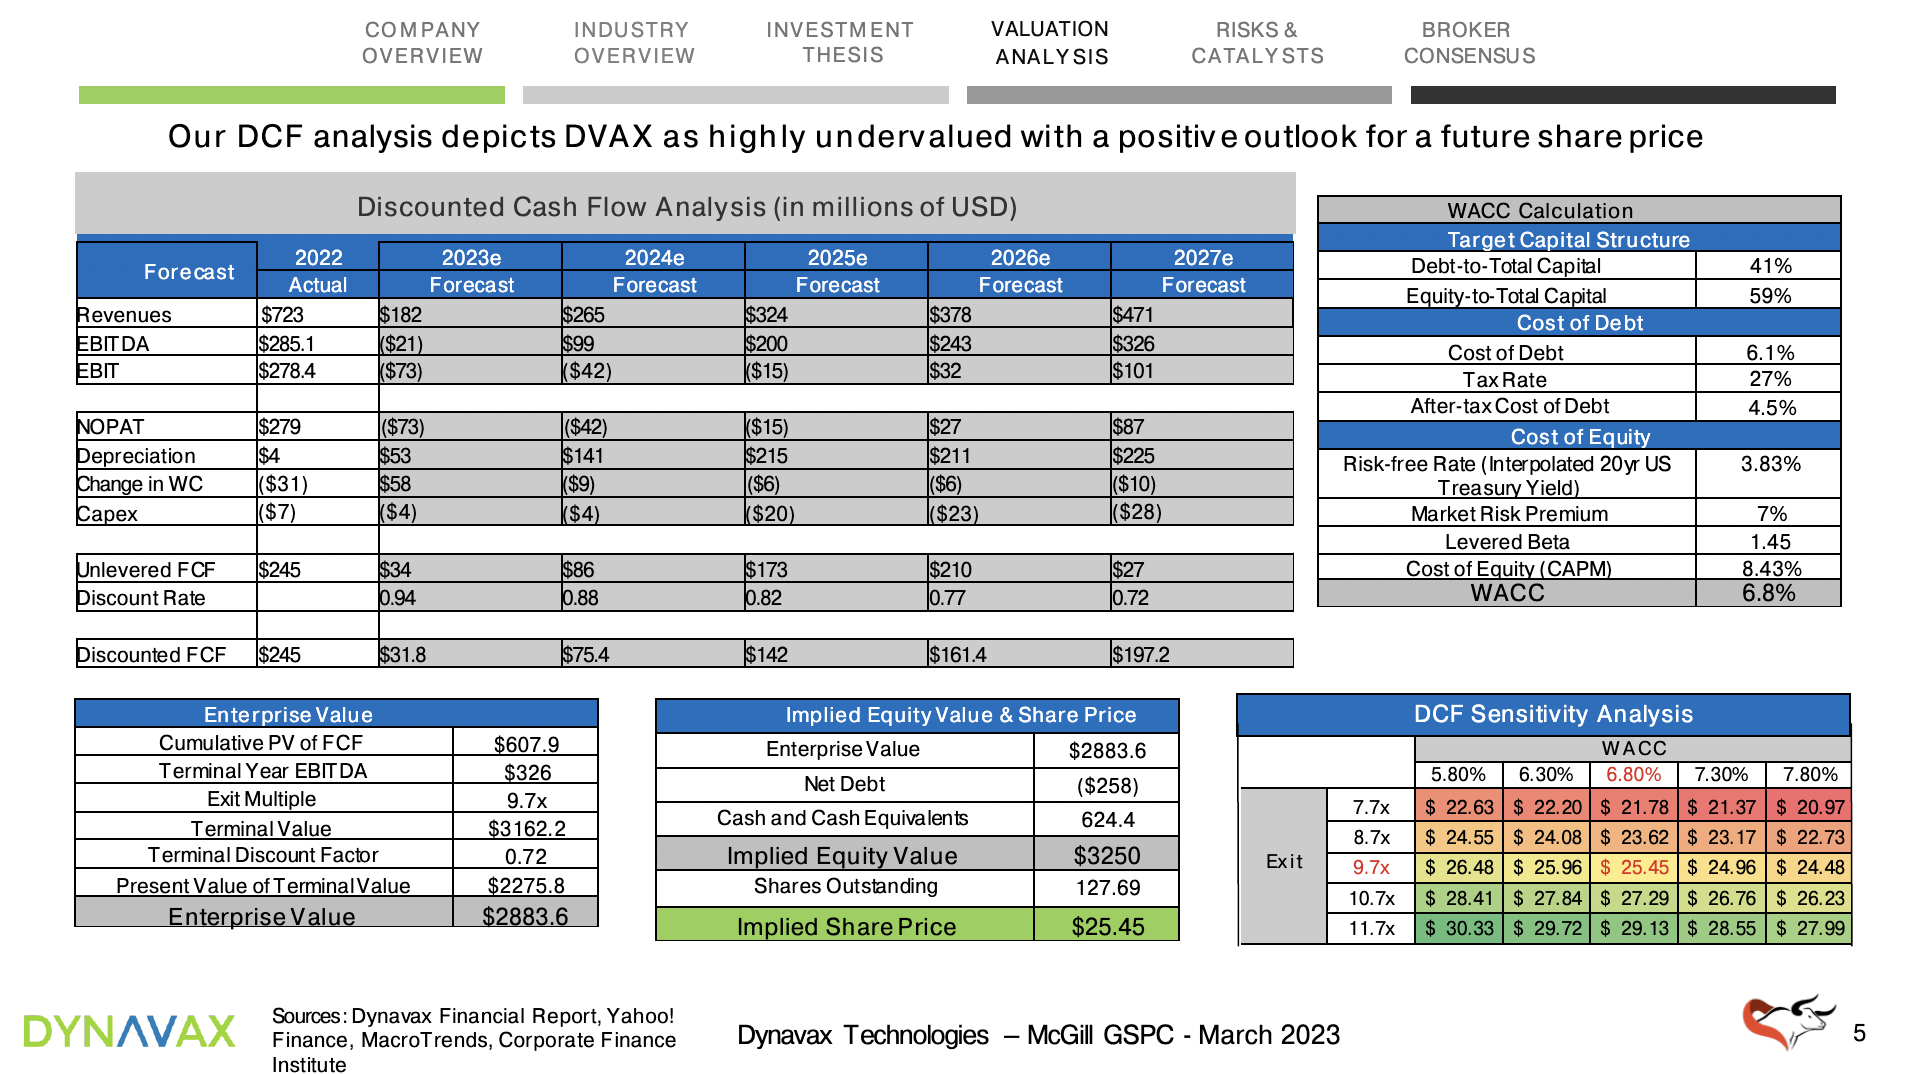 COMPANY OVERVIEW
INDUSTRY OVERVIEW
INVESTMENT THESIS
VALUATION ANALYSIS
RISKS & CATALYSTS
BROKER CONSENSUS
Our DCF analysis depicts DVAX as highly undervalued with a positive outlook for a future share price
Discounted Cash Flow Analysis (in millions of USD)
Forecast 2022 2023e 2024e 2025e 2026e 2027e
Actual Forecast Forecast Forecast Forecast Forecast
Revenues $723 $182 $265 $324 $378 $471
EBITDA $285.1 ($21) $99 $200 $243 $326
EBIT $278.4 ($73) ($42) ($15) $32 $101
NOPAT $279 ($73) ($42) ($15) $27 $87
Depreciation $4 $53 $141 $215 $211 $225
Change in WC ($31) $58 ($9) ($6) ($6) ($10)
Capex ($7) ($4) ($4) ($20) ($23) ($28)
Unlevered FCF $245 $34 $86 $173 $210 $27
Discount Rate 0.94 0.88 0.82 0.77 0.72
Discounted FCF $245 $31.8 $75.4 $142 $161.4 $197.2
WACC Calculation
Target Capital Structure
Debt-to-Total Capital 41%
Equity-to-Total Capital 59%
Cost of Debt
Cost of Debt 6.1%
Tax Rate 27%
After-tax Cost of Debt 4.5%
Cost of Equity
Risk-free Rate (Interpolated 20yr US 3.83%
Treasury Yield)
Market Risk Premium 7%
Levered Beta 1.45
Cost of Equity (CAPM) 8.43%
WACC 6.8%
Enterprise Value
Cumulative PV of FCF $607.9
Terminal Year EBITDA $326
Exit Multiple 9.7x
Terminal Value $3162.2
Terminal Discount Factor 0.72
Present Value of Terminal Value $2275.8
Enterprise Value $2883.6
Implied Equity Value & Share Price
Enterprise Value $2883.6
Net Debt ($258)
Cash and Cash Equivalents 624.4
Implied Equity Value $3250
Shares Outstanding 127.69
Implied Share Price $25.45
DCF Sensitivity Analysis
WACC
5.80% 6.30% 6.80% 7.30% 7.80%
7.7x $ 22.63 $ 22.20 $ 21.78 $ 21.37 $ 20.97
8.7x $ 24.55 $ 24.08 $ 23.62 $ 23.17 $ 22.73
Exit 9.7x $ 26.48 $ 25.96 $ 25.45 $ 24.96 $ 24.48
10.7x $ 28.41 $ 27.84 $ 27.29 $ 26.76 $ 26.23
11.7x $ 30.33 $ 29.72 $ 29.13 $ 28.55 $ 27.99
DYNAVAX
Sources: Dynavax Financial Report, Yahoo!
Finance, MacroTrends, Corporate Finance
Institute
Dynavax Technologies – McGill GSPC - March 2023
5